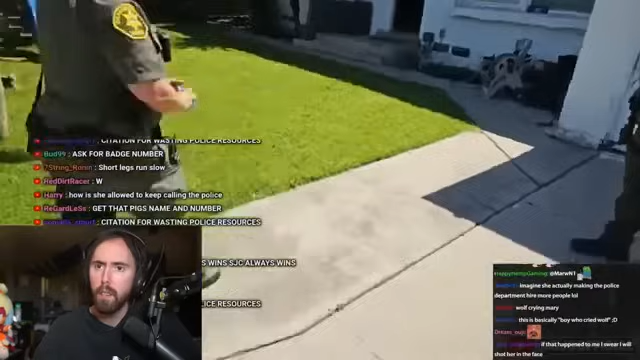 CITATION FOR WASTING POLICE RESOURCES
Bud99 : ASK FOR BADGE NUMBER
7String_Ronin : Short legs run slow
RedDirtRacer : W
Harry : how is she allowed to keep calling the police
ReGardLeSs : GET THAT PIGS NAME AND NUMBER
CITATION FOR WASTING POLICE RESOURCES
WINS SJC ALWAYS WINS
RESOURCES
@MarwN1
imagine she actually making the police department hire more people lol
wolf crying marw
this is basically "boy who cried wolf" ;D
if that happened to me I swear I will shot her in the face